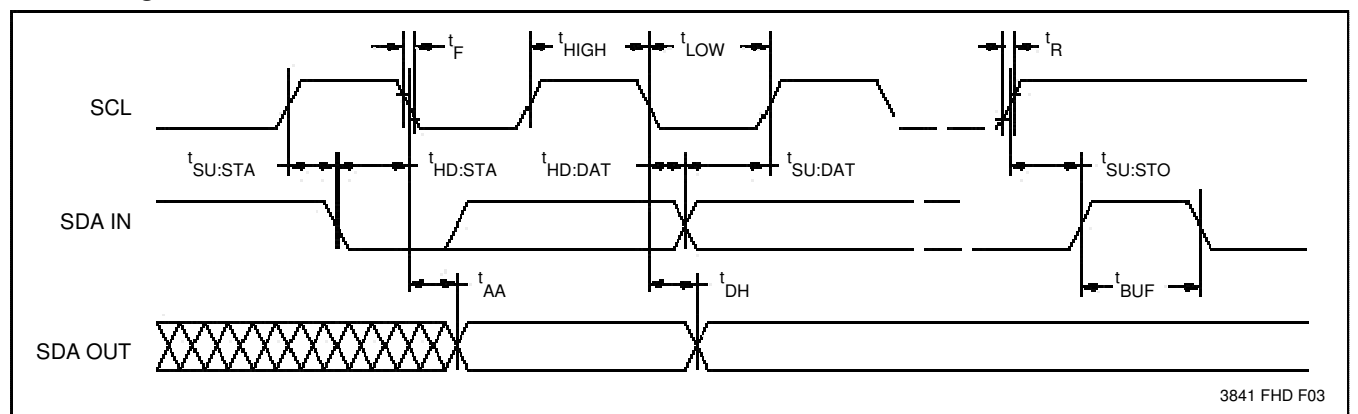 tF
tHIGH
tLOW
tR
SCL
tSU:STA
tHD:STA
tHD:DAT
tSU:DAT
tSU:STO
SDA IN
tAA
tDH
tBUF
SDA OUT
3841 FHD F03